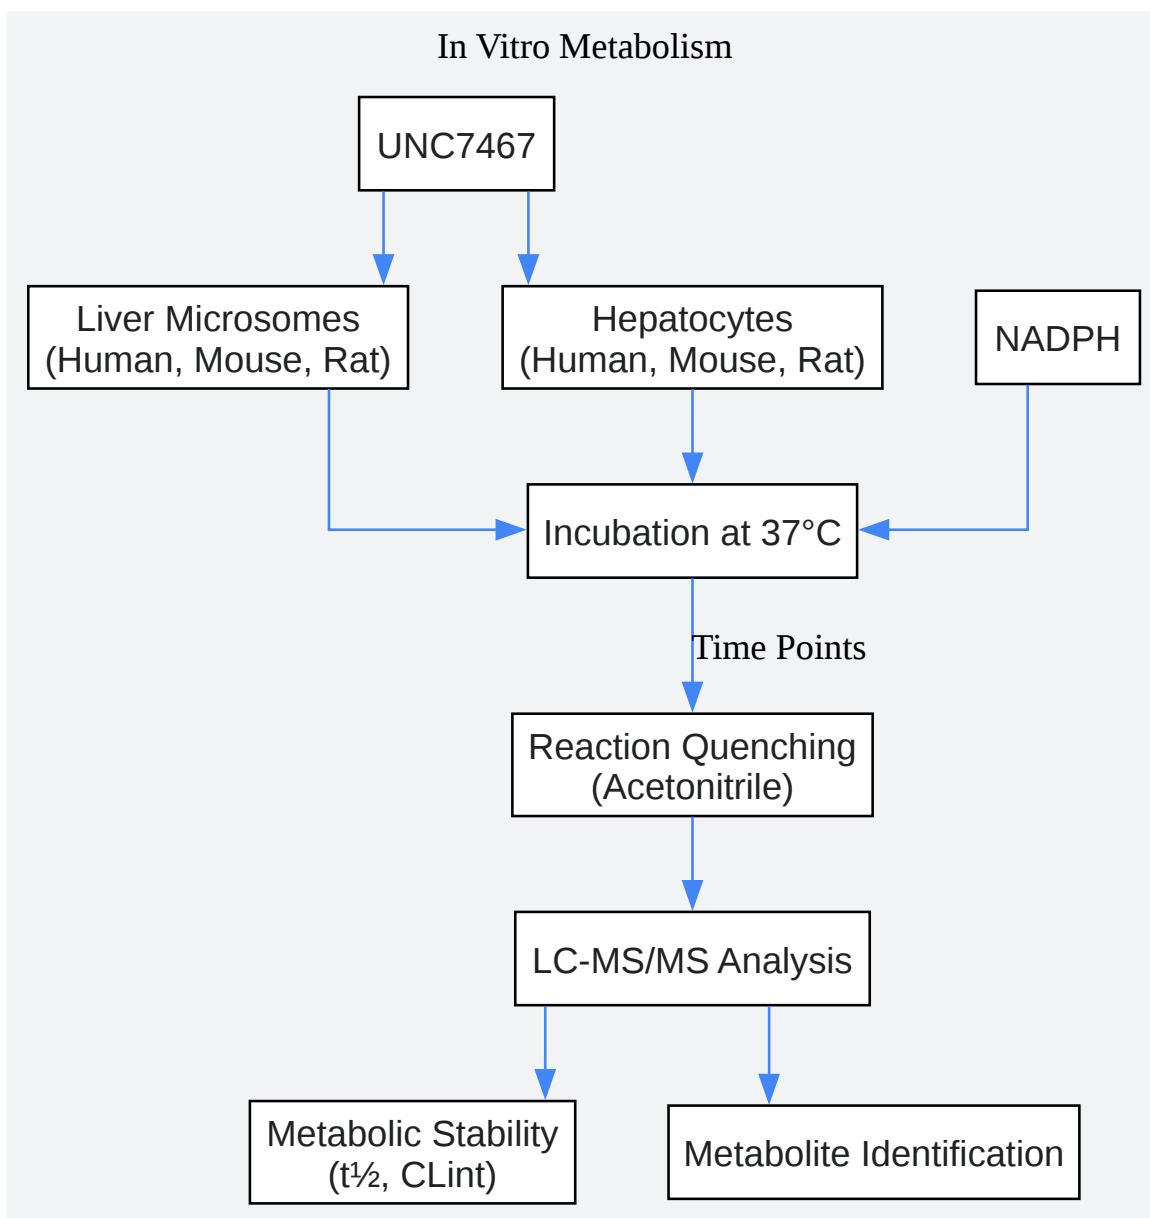 In Vitro Metabolism
UNC7467
Liver Microsomes
(Human, Mouse, Rat)
Hepatocytes
(Human, Mouse, Rat)
NADPH
Incubation at 37°C
Time Points
Reaction Quenching
(Acetonitrile)
LC-MS/MS Analysis
Metabolic Stability
(t½, CLint)
Metabolite Identification